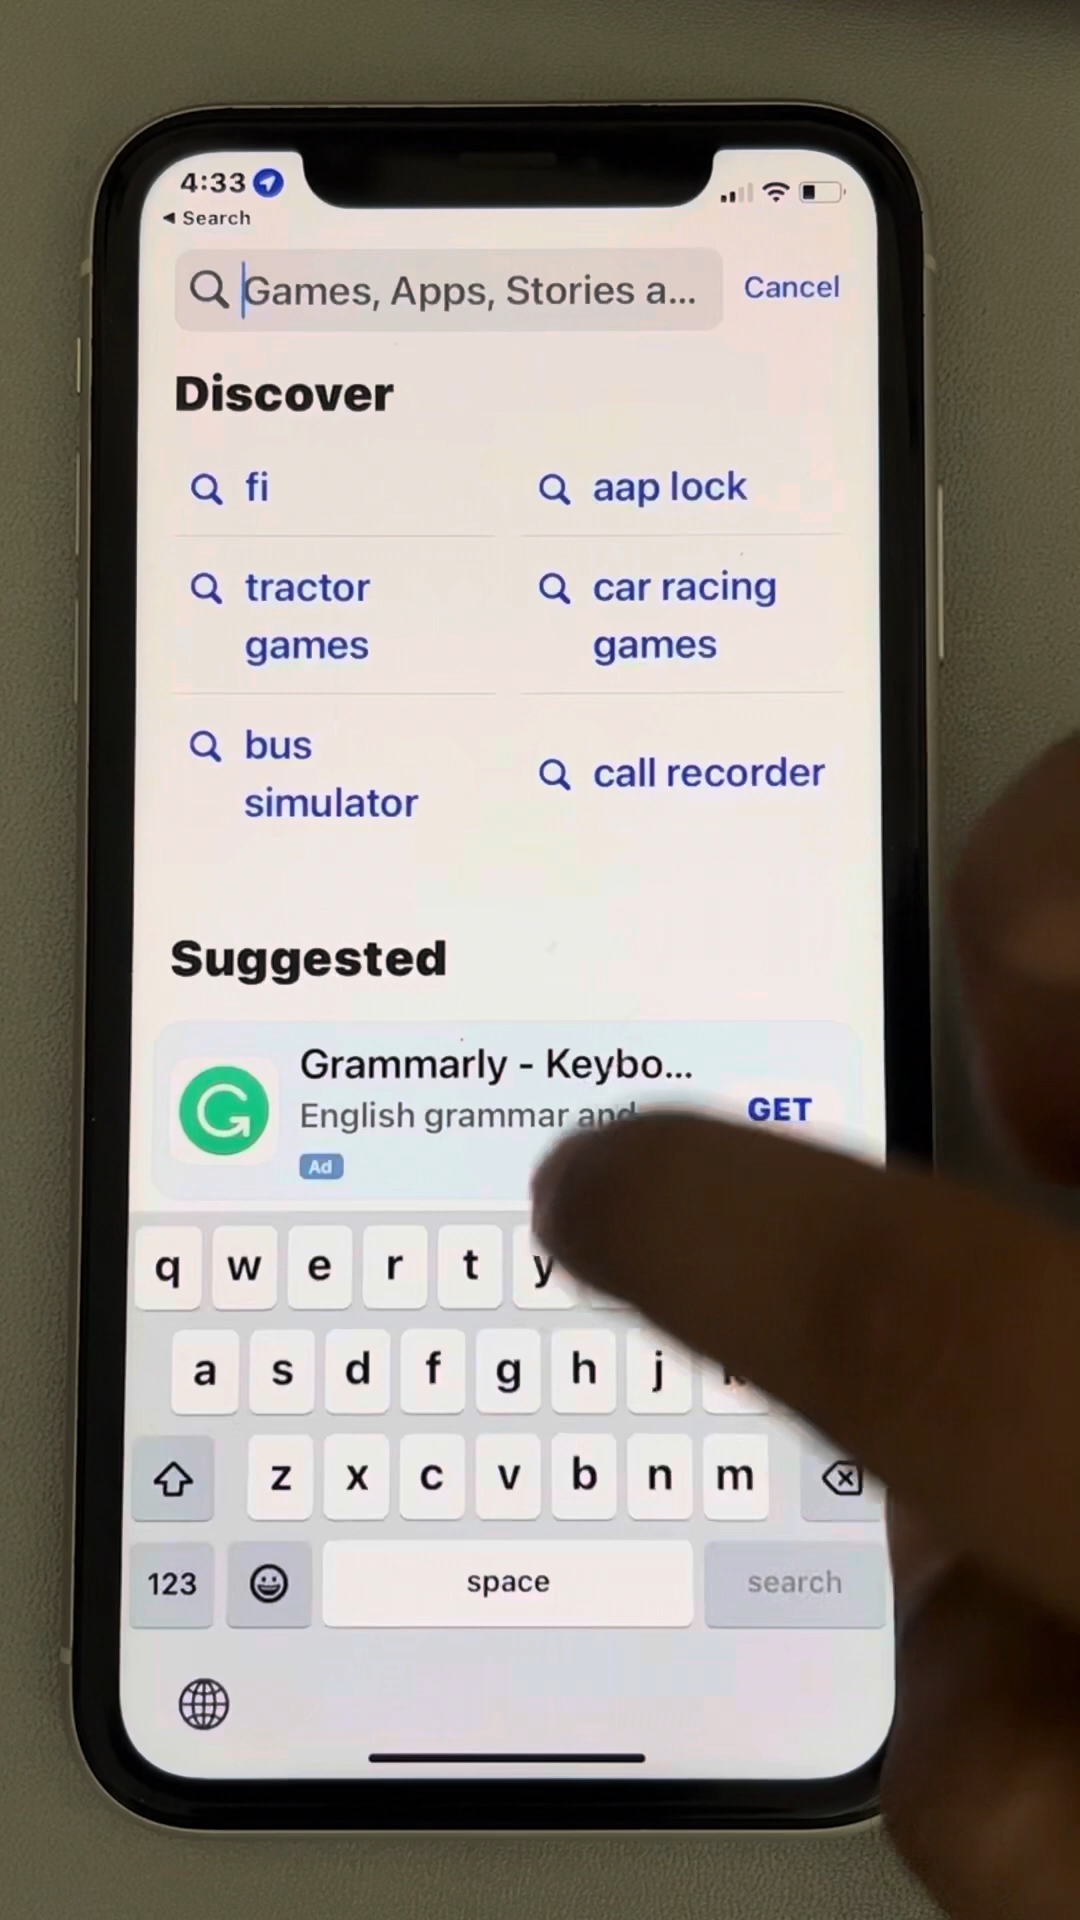 4:33
◀ Search
Games, Apps, Stories a...
Cancel
Discover
fi
aap lock
tractor
games
car racing
games
bus
simulator
call recorder
Suggested
Grammarly - Keybo...
English grammar and
GET
Ad
q w e r t y
a s d f g h j k
z x c v b n m
123
space
search